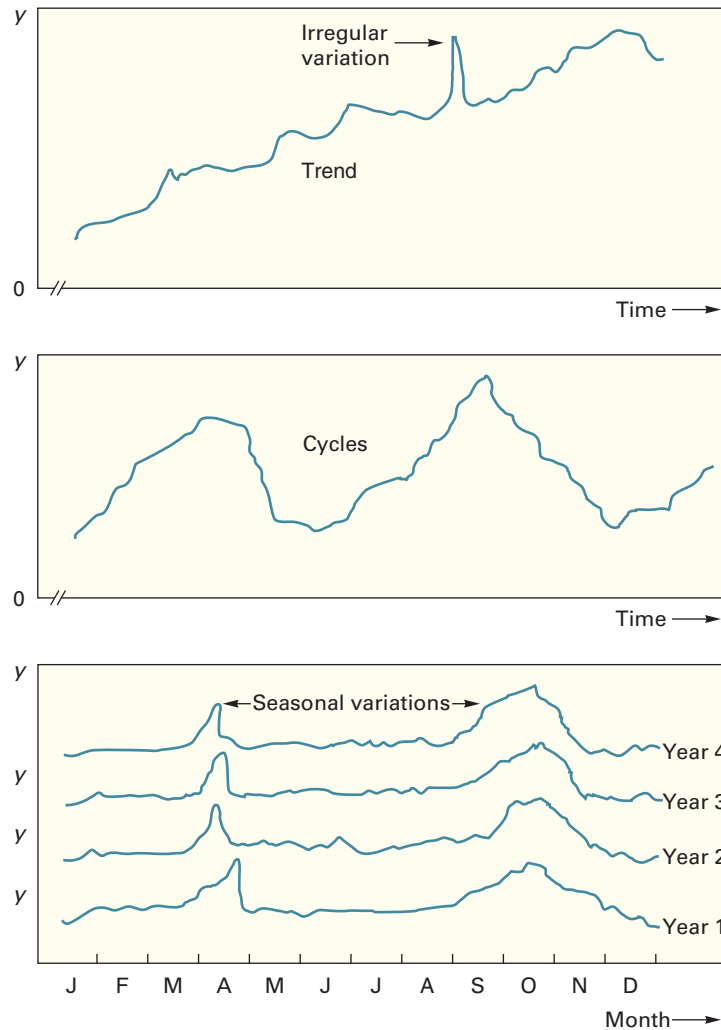 y
Irregular
variation
Trend
0
Time
y
Cycles
0
Time
y
Seasonal variations
Year 4
y
Year 3
y
Year 2
y
Year 1
J F M A M J J A S O N D
Month